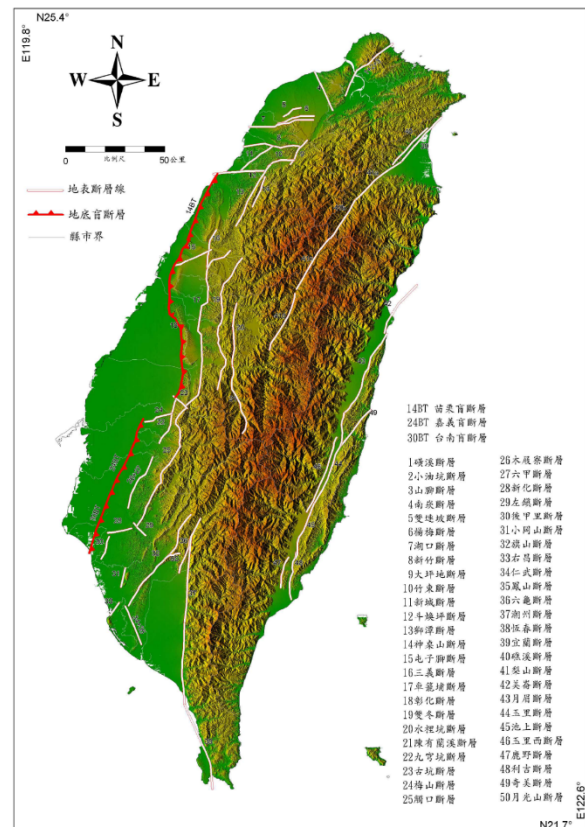 N25.4°
E119.8°
N
W E
S
0 50公里
比例尺
地表斷層線
地底盲斷層
縣市界
14BT
14BT 苗栗盲斷層
24BT 嘉義盲斷層
30BT 台南盲斷層
1磺溪斷層
2小油坑斷層
3山腳斷層
4南崁斷層
5雙連坡斷層
6楊梅斷層
7湖口斷層
8新竹斷層
9大坪地斷層
10竹東斷層
11新城斷層
12斗煥坪斷層
13獅潭斷層
14神桌山斷層
15屯子腳斷層
16三義斷層
17車籠埔斷層
18彰化斷層
19雙冬斷層
20水裡坑斷層
21陳有蘭溪斷層
22九芎坑斷層
23古坑斷層
24梅山斷層
25觸口斷層
26木屐寮斷層
27六甲斷層
28新化斷層
29左鎮斷層
30後甲里斷層
31小岡山斷層
32旗山斷層
33右昌斷層
34仁武斷層
35鳳山斷層
36六龜斷層
37潮州斷層
38恆春斷層
39宜蘭斷層
40礁溪斷層
41梨山斷層
42美崙斷層
43月眉斷層
44玉里斷層
45池上斷層
46玉里西斷層
47鹿野斷層
48利吉斷層
49奇美斷層
50月光山斷層
E122.6°
N21.7°